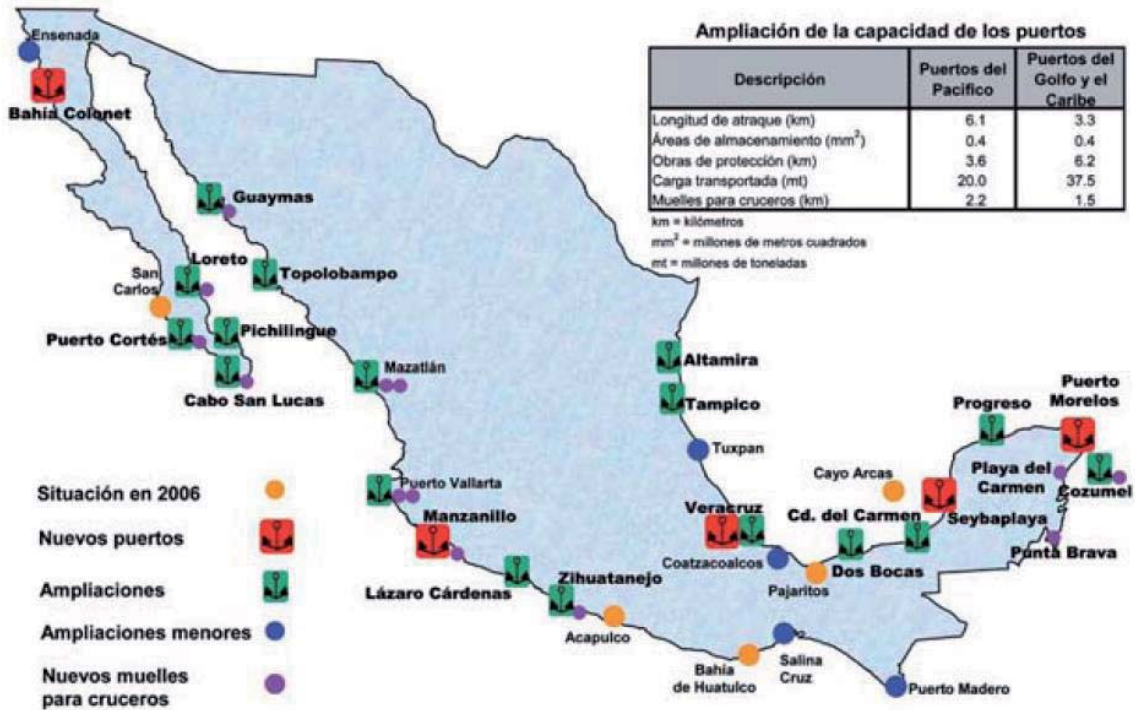 Ampliación de la capacidad de los puertos
Descripción
Puertos del
Pacífico
Puertos del
Golfo y el
Caribe
Longitud de atraque (km) 6.1 3.3
Áreas de almacenamiento (mm²) 0.4 0.4
Obras de protección (km) 3.6 6.2
Carga transportada (mt) 20.0 37.5
Muelles para cruceros (km) 2.2 1.5
km = kilómetros
mm² = millones de metros cuadrados
mt = millones de toneladas
Ensenada
Bahía Colonet
Guaymas
Loreto
Topolobampo
San
Carlos
Puerto Cortés
Pichilingue
Cabo San Lucas
Mazatlán
Puerto Vallarta
Manzanillo
Lázaro Cárdenas
Zihuatanejo
Acapulco
Bahía
de Huatulco
Salina
Cruz
Puerto Madero
Altamira
Tampico
Tuxpan
Veracruz
Coatzacoalcos
Pajaritos
Dos Bocas
Cd. del Carmen
Cayo Arcas
Seybaplaya
Progreso
Puerto
Morelos
Playa del
Carmen
Cozumel
Punta Brava
Situación en 2006
Nuevos puertos
Ampliaciones
Ampliaciones menores
Nuevos muelles
para cruceros